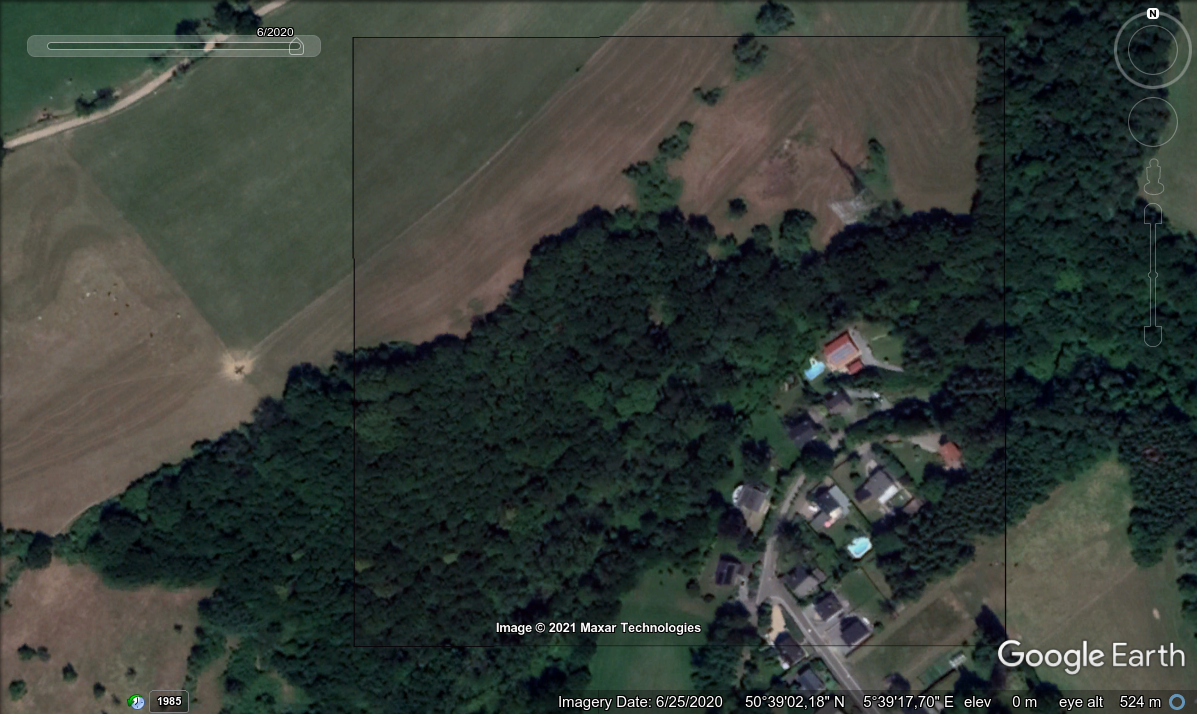 6/2020
N
Image © 2021 Maxar Technologies
Google Earth
1985
Imagery Date: 6/25/2020 50°39'02,18" N 5°39'17,70" E elev 0 m eye alt 524 m